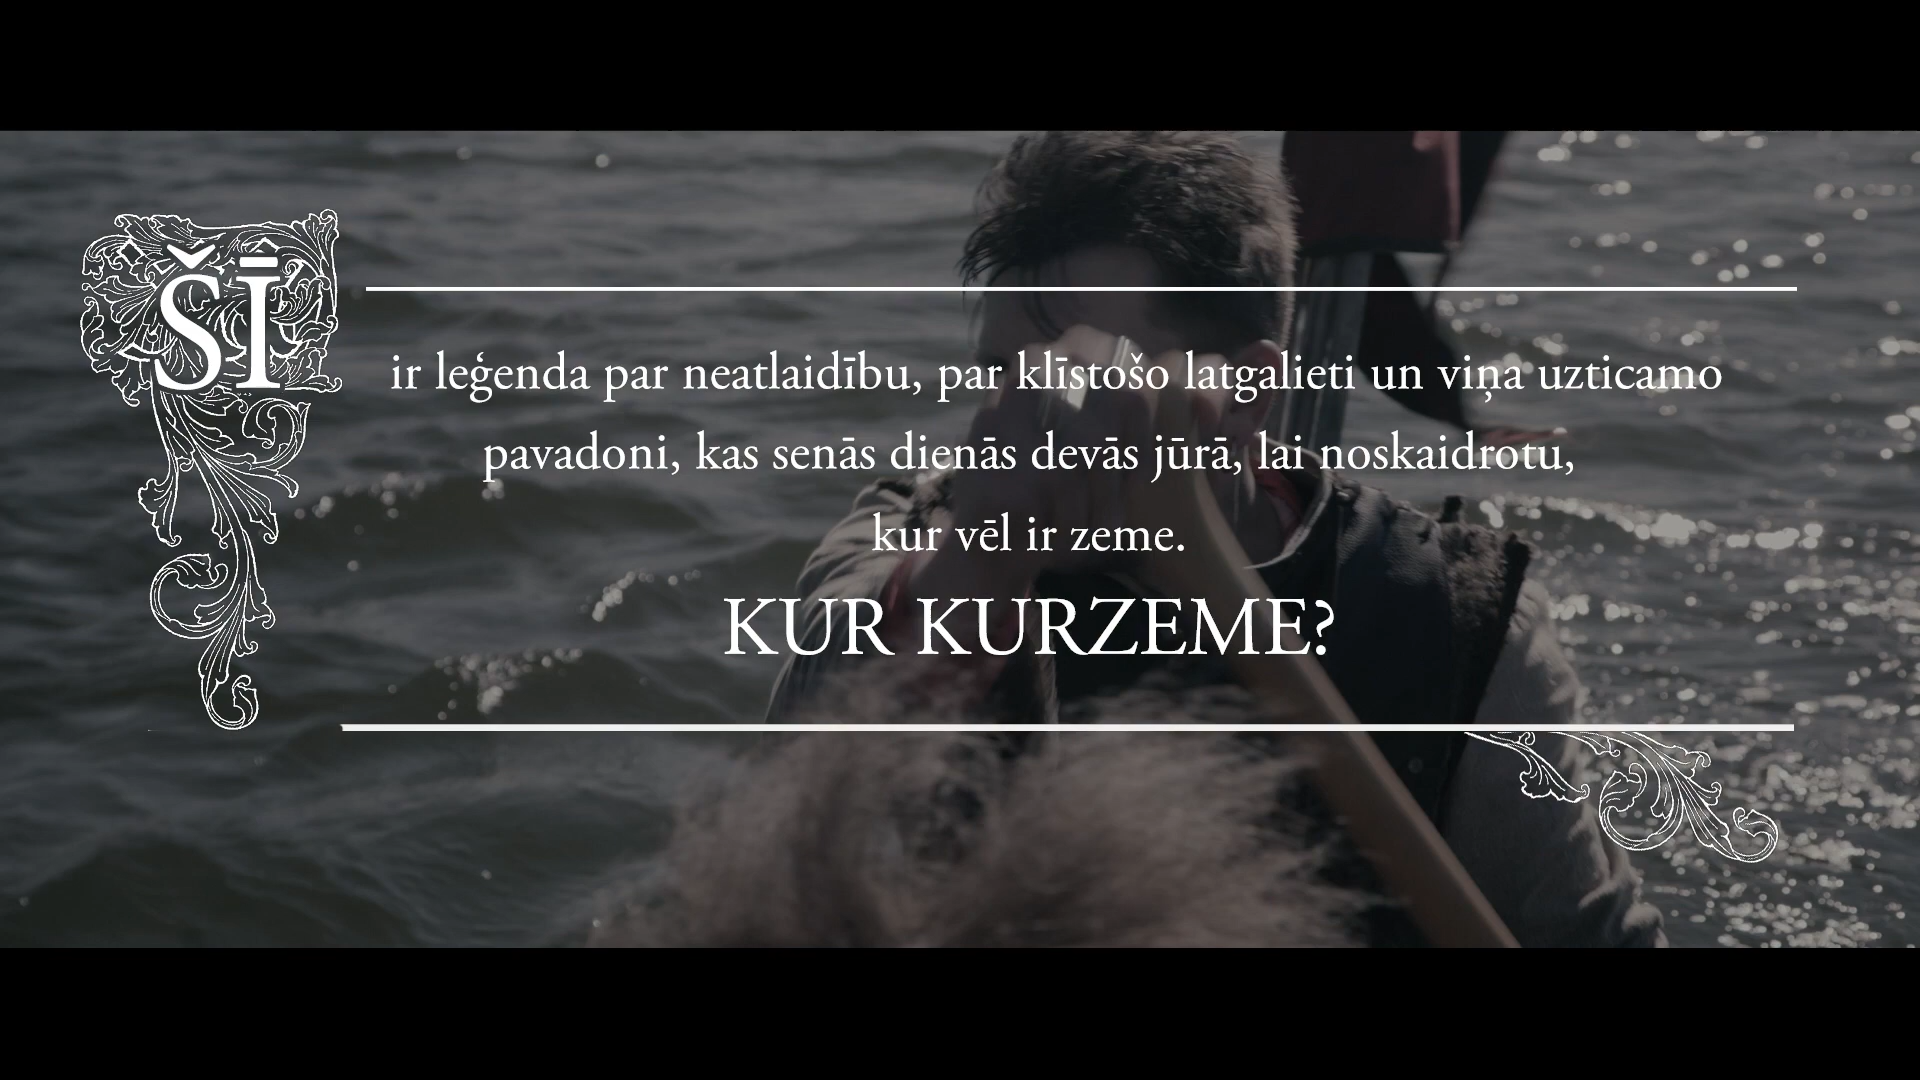 ŠĪ
ir leģenda par neatlaidību, par klīstošo latgalieti un viņa uzticamo
pavadoni, kas senās dienās devās jūrā, lai noskaidrotu,
kur vēl ir zeme.
KUR KURZEME?